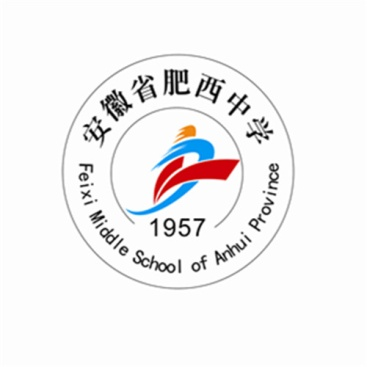 安徽省肥西中学
1957
Feixi Middle School of Anhui Province